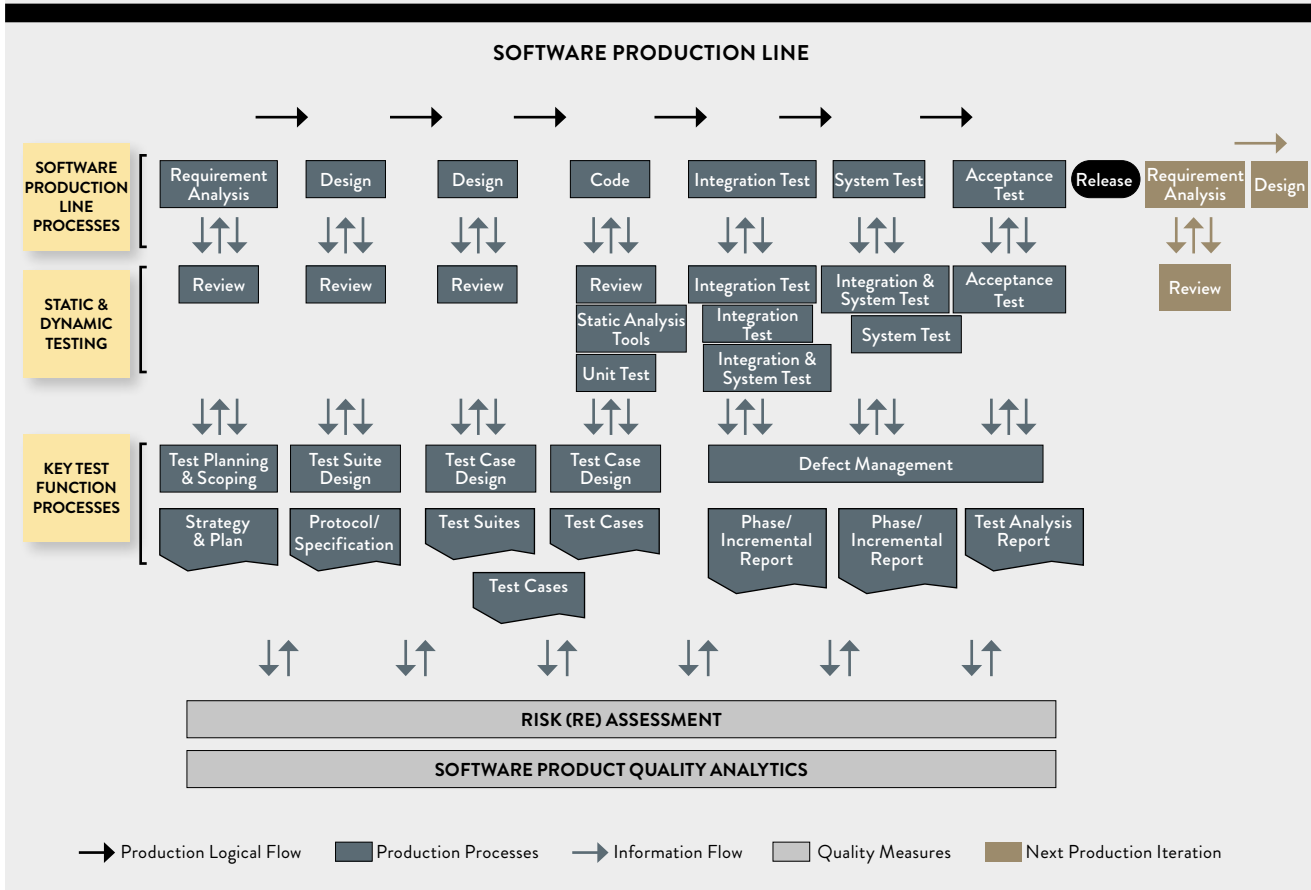 SOFTWARE PRODUCTION LINE
SOFTWARE
PRODUCTION
LINE
PROCESSES
Requirement
Analysis
Design
Design
Code
Integration Test
System Test
Acceptance
Test
Release
Requirement
Analysis
Design
STATIC &
DYNAMIC
TESTING
Review
Review
Review
Review
Static Analysis
Tools
Unit Test
Integration Test
Integration
Test
Integration &
System Test
Integration &
System Test
System Test
Acceptance
Test
Review
KEY TEST
FUNCTION
PROCESSES
Test Planning
& Scoping
Test Suite
Design
Test Case
Design
Test Case
Design
Defect Management
Strategy
& Plan
Protocol/
Specification
Test Suites
Test Cases
Test Cases
Phase/
Incremental
Report
Phase/
Incremental
Report
Test Analysis
Report
RISK (RE) ASSESSMENT
SOFTWARE PRODUCT QUALITY ANALYTICS
Production Logical Flow
Production Processes
Information Flow
Quality Measures
Next Production Iteration